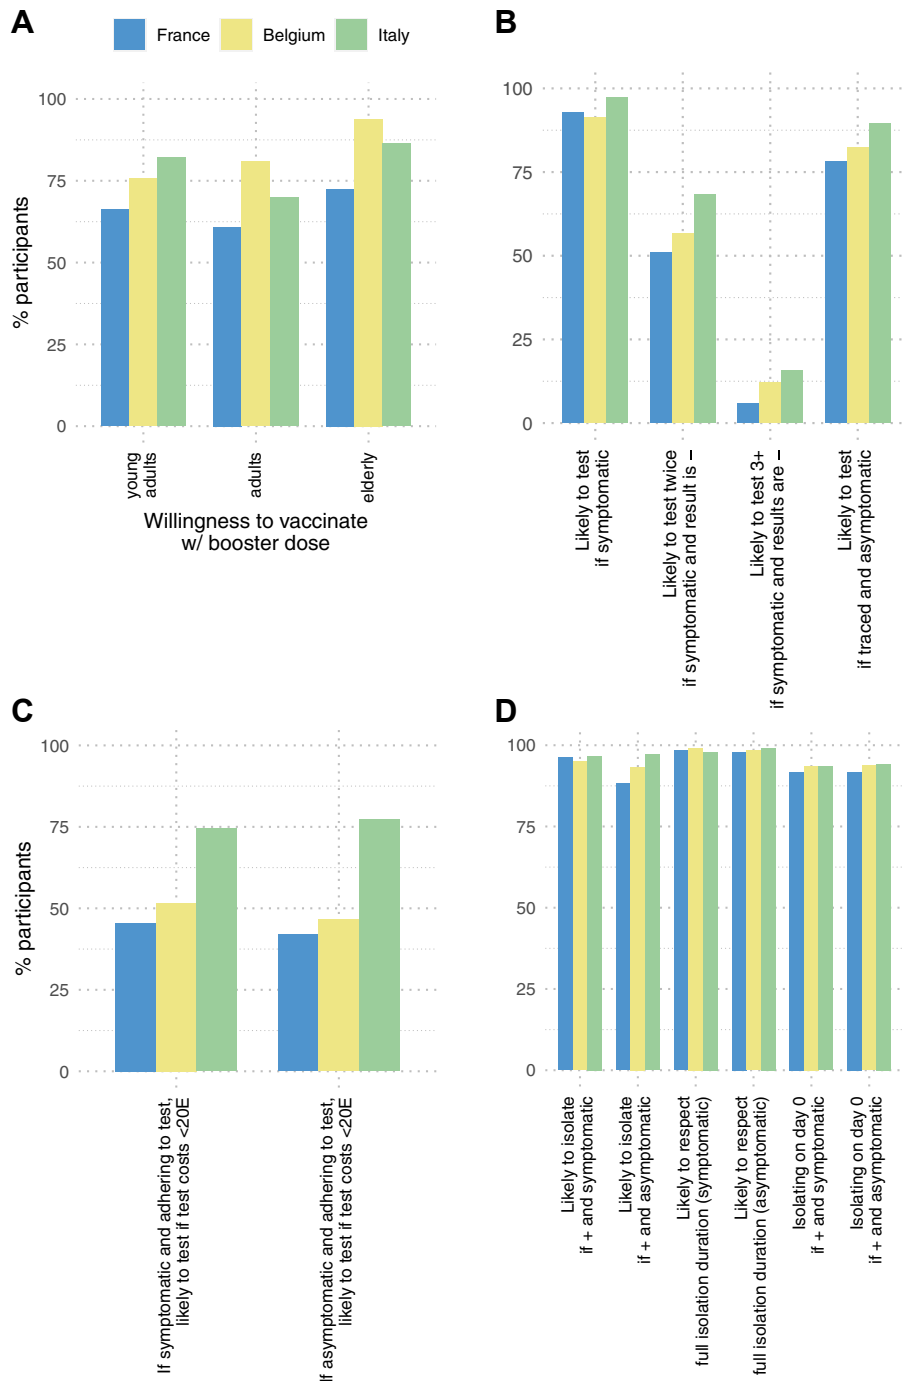 A
France Belgium Italy
% participants
100
75
50
25
0
young
adults
adults
elderly
Willingness to vaccinate
w/ booster dose
B
100
75
50
25
0
Likely to test
if symptomatic
Likely to test twice
if symptomatic and result is −
Likely to test 3+
if symptomatic and results are −
Likely to test
if traced and asymptomatic
C
% participants
100
75
50
25
0
If symptomatic and adhering to test,
likely to test if test costs <20E
If asymptomatic and adhering to test,
likely to test if test costs <20E
D
100
75
50
25
0
Likely to isolate
if + and symptomatic
Likely to isolate
if + and asymptomatic
Likely to respect
full isolation duration (symptomatic)
Likely to respect
full isolation duration (asymptomatic)
Isolating on day 0
if + and symptomatic
Isolating on day 0
if + and asymptomatic